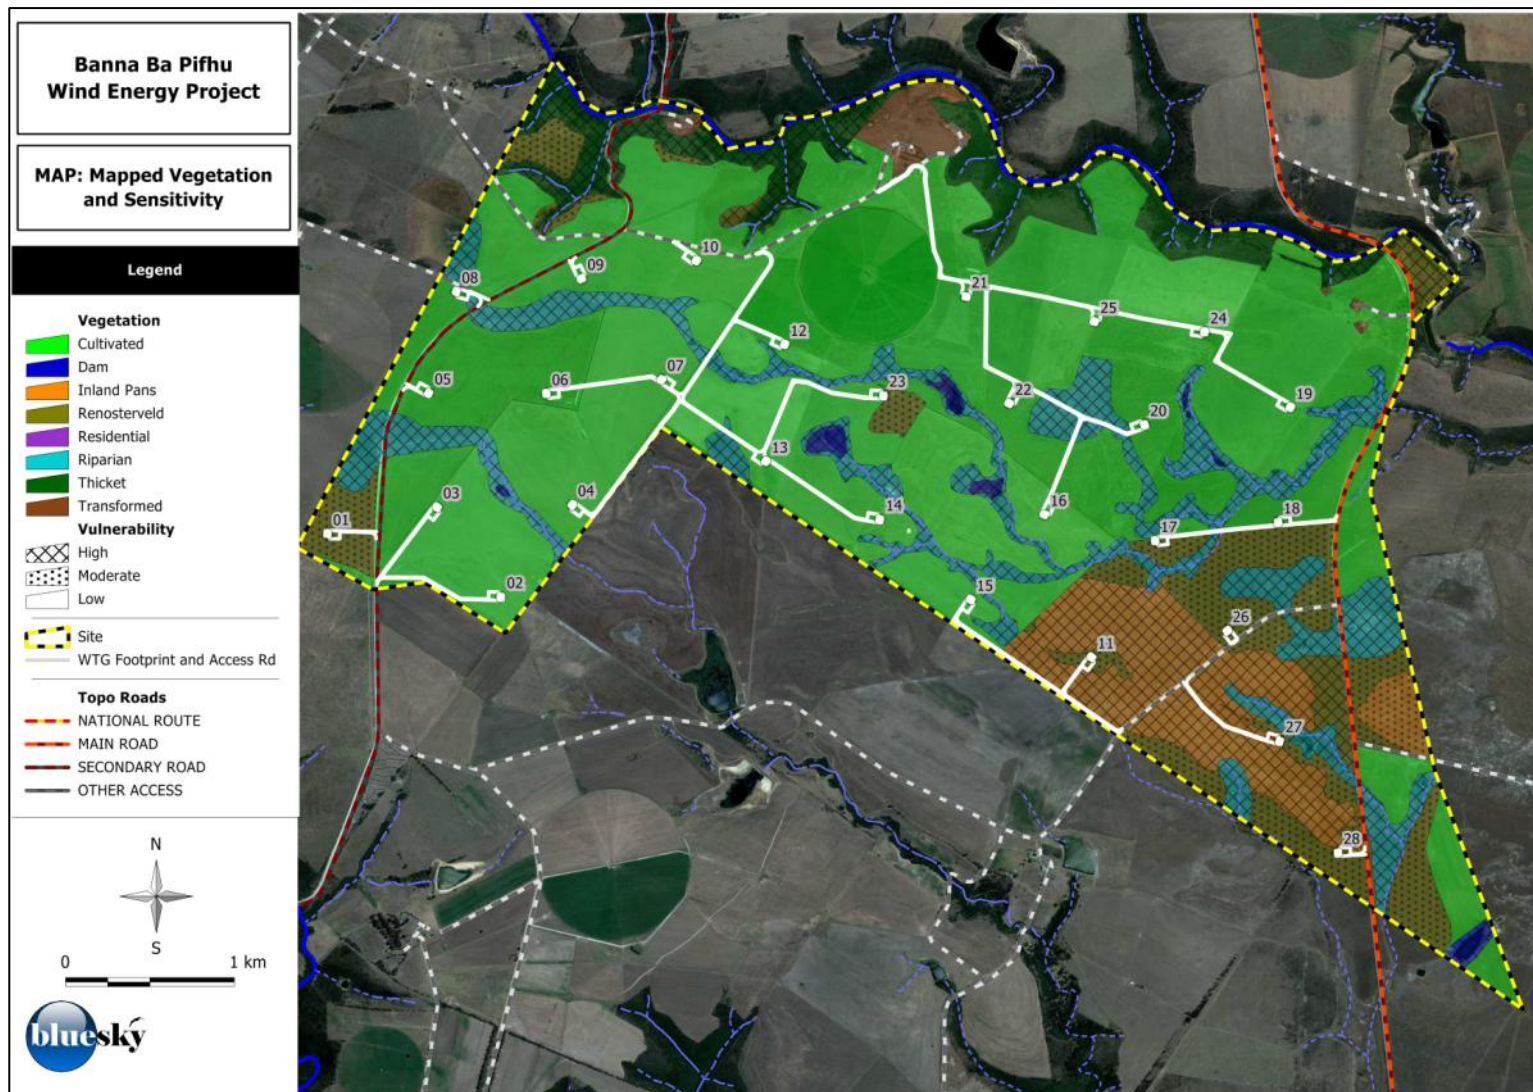 Banna Ba Pifhu
Wind Energy Project
MAP: Mapped Vegetation
and Sensitivity
Legend
Vegetation
Cultivated
Dam
Inland Pans
Renosterveld
Residential
Riparian
Thicket
Transformed
Vulnerability
High
Moderate
Low
Site
WTG Footprint and Access Rd
Topo Roads
NATIONAL ROUTE
MAIN ROAD
SECONDARY ROAD
OTHER ACCESS
N
S
0 1 km
bluesky
10
09
08
21
25
24
12
07
06
05
23
22
20
19
13
03
04
14
16
01
17
18
02
15
26
11
27
28